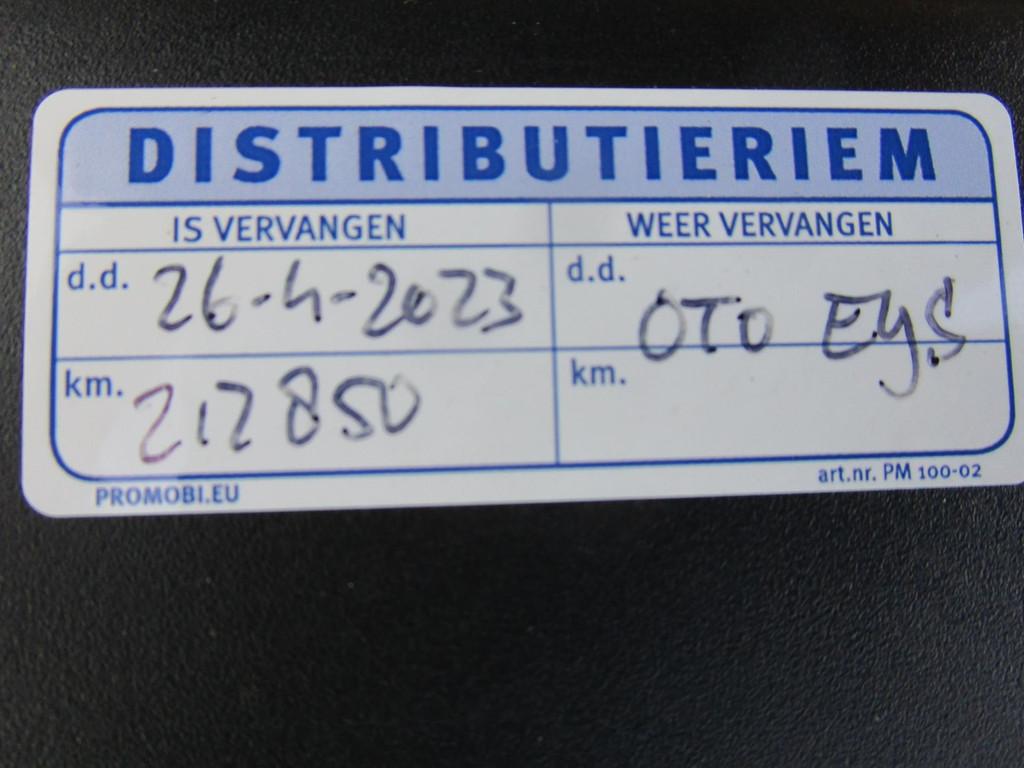 DISTRIBUTIERIEM
IS VERVANGEN WEER VERVANGEN
d.d. 26-4-2023 d.d. OTO EyS
km. 212850 km.
PROMOBI.EU art.nr. PM 100-02